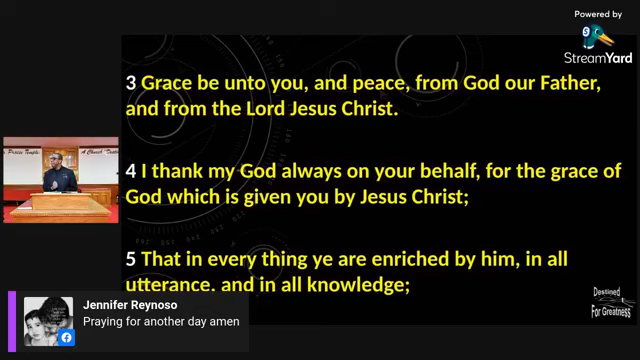 Powered by
StreamYard
3 Grace be unto you, and peace, from God our Father,
and from the Lord Jesus Christ.
4 I thank my God always on your behalf, for the grace of
God which is given you by Jesus Christ;
5 That in every thing ye are enriched by him, in all
utterance, and in all knowledge;
Jennifer Reynoso
Praying for another day amen
Destined
For Greatness